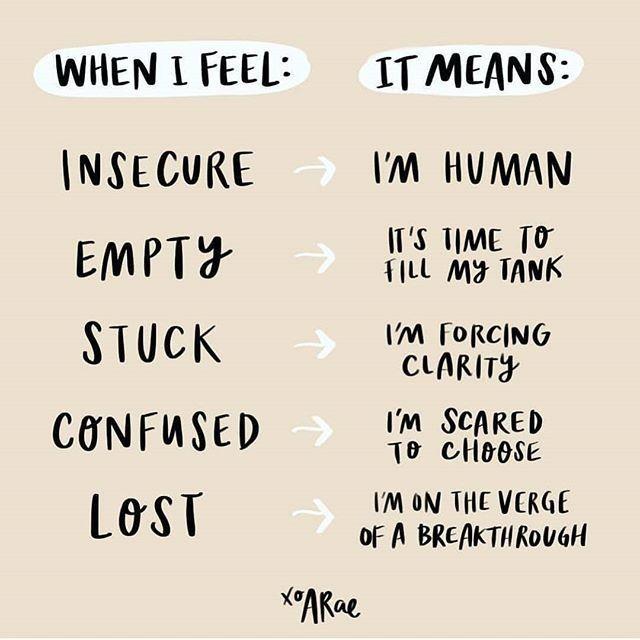 WHEN I FEEL: IT MEANS:
INSECURE → I'M HUMAN
EMPTY → IT'S TIME TO
FILL MY TANK
STUCK → I'M FORCING
CLARITY
CONFUSED → I'M SCARED
TO CHOOSE
LOST → I'M ON THE VERGE
OF A BREAKTHROUGH
xo ARae